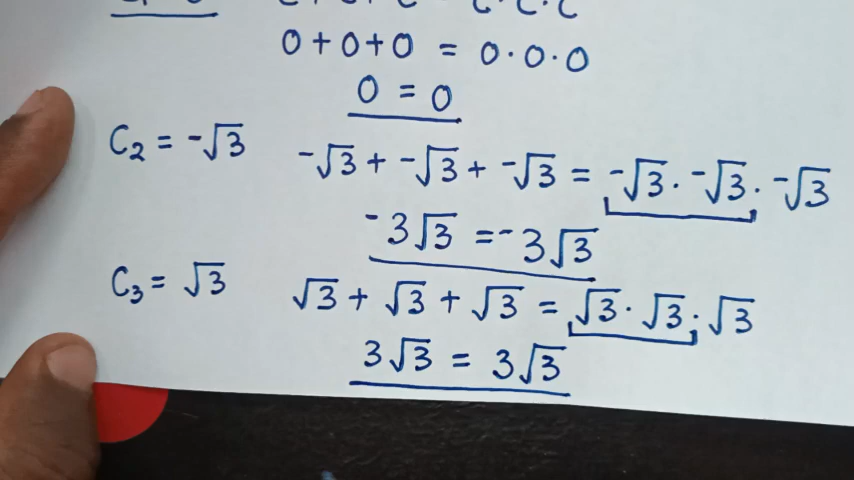 0 + 0 + 0 = 0 · 0 · 0
0 = 0
C₂ = -√3 -√3 + -√3 + -√3 = -√3 · -√3 · -√3
-3√3 = -3√3
C₃ = √3 √3 + √3 + √3 = √3 · √3 · √3
3√3 = 3√3